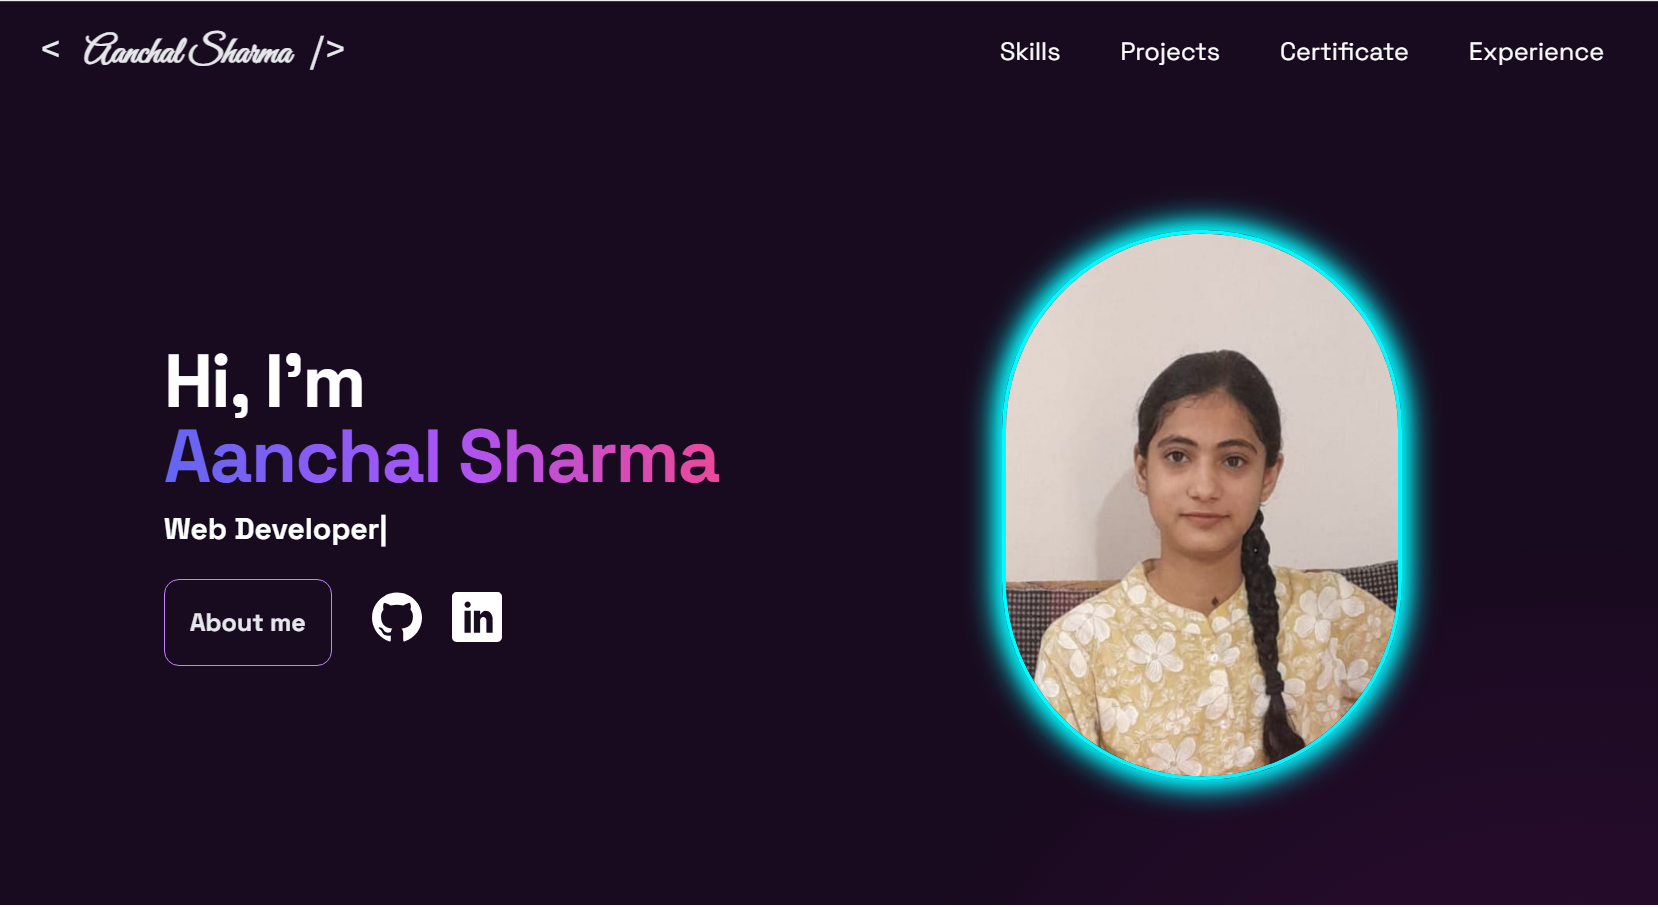 < Aanchal Sharma />
Skills Projects Certificate Experience
Hi, I’m
Aanchal Sharma
Web Developer|
About me
in